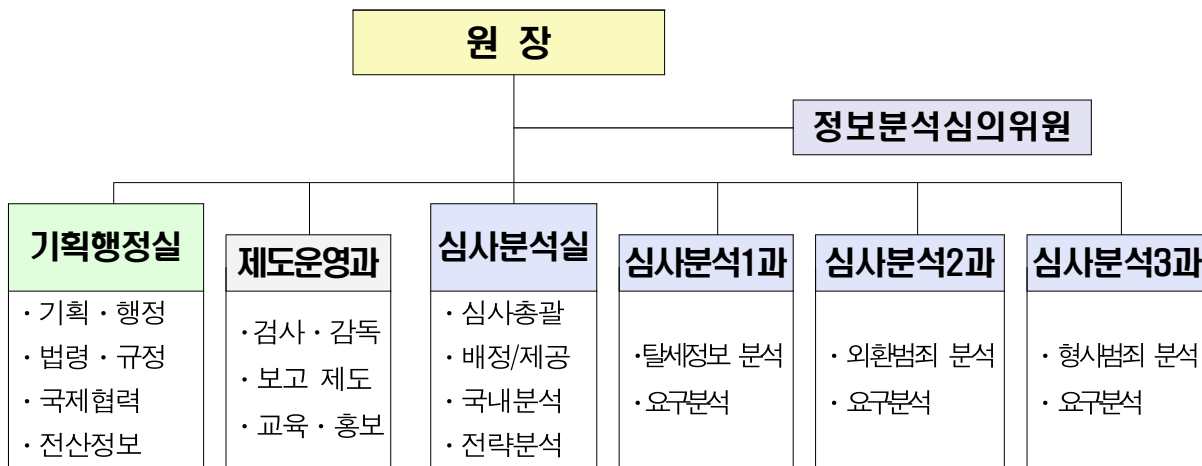 원 장
정보분석심의위원
기획행정실
· 기획 · 행정
· 법령 · 규정
· 국제협력
· 전산정보
제도운영과
· 검사 · 감독
· 보고 제도
· 교육 · 홍보
심사분석실
· 심사총괄
· 배정/제공
· 국내분석
· 전략분석
심사분석1과
· 탈세정보 분석
· 요구분석
심사분석2과
· 외환범죄 분석
· 요구분석
심사분석3과
· 형사범죄 분석
· 요구분석